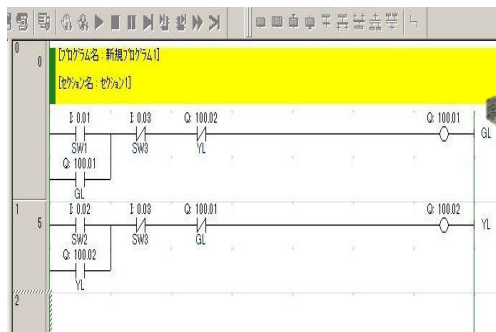 0
0
[プログラム名 : 新規プログラム1]
[セクション名 : セクション1]
I: 0.01 I: 0.03 Q: 100.02 Q: 100.01
SW1 SW3 YL GL
Q: 100.01
GL
1
5
I: 0.02 I: 0.03 Q: 100.01 Q: 100.02
SW2 SW3 GL YL
Q: 100.02
YL
2